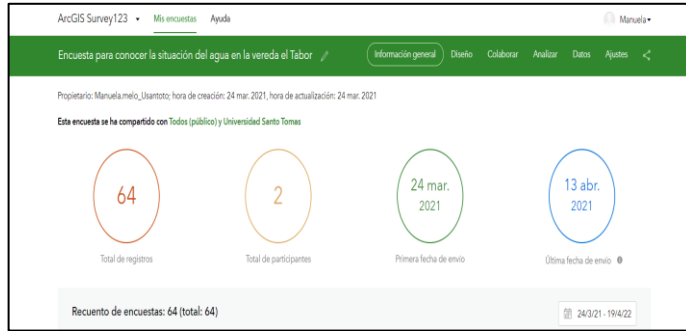 ArcGIS Survey123 Mis encuestas Ayuda Manuela
Encuesta para conocer la situación del agua en la vereda el Tabor Información general Diseño Colaborar Analizar Datos Ajustes
Propietario: Manuela.melo_Usantoto; hora de creación: 24 mar. 2021, hora de actualización: 24 mar. 2021
Esta encuesta se ha compartido con Todos (público) y Universidad Santo Tomas
64
Total de registros
2
Total de participantes
24 mar.
2021
Primera fecha de envío
13 abr.
2021
Última fecha de envío
Recuento de encuestas: 64 (total: 64) 24/3/21 - 19/4/22